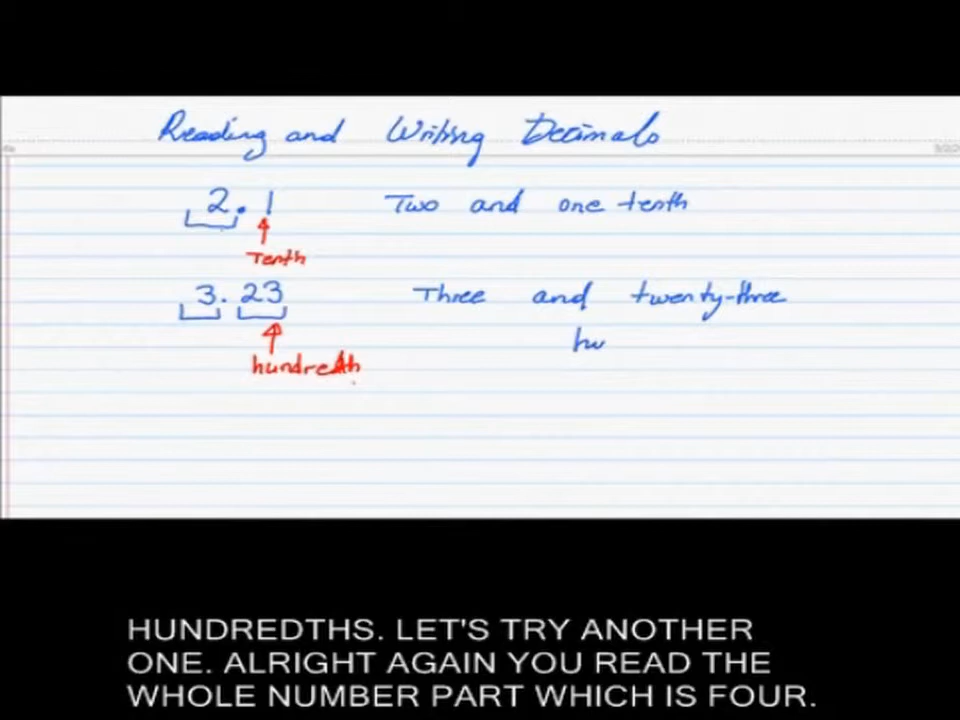 Reading and Writing Decimals
2.1 Two and one tenth
Tenth
3.23 Three and twenty-three
hu
hundredth
HUNDREDTHS. LET'S TRY ANOTHER
ONE. ALRIGHT AGAIN YOU READ THE
WHOLE NUMBER PART WHICH IS FOUR.